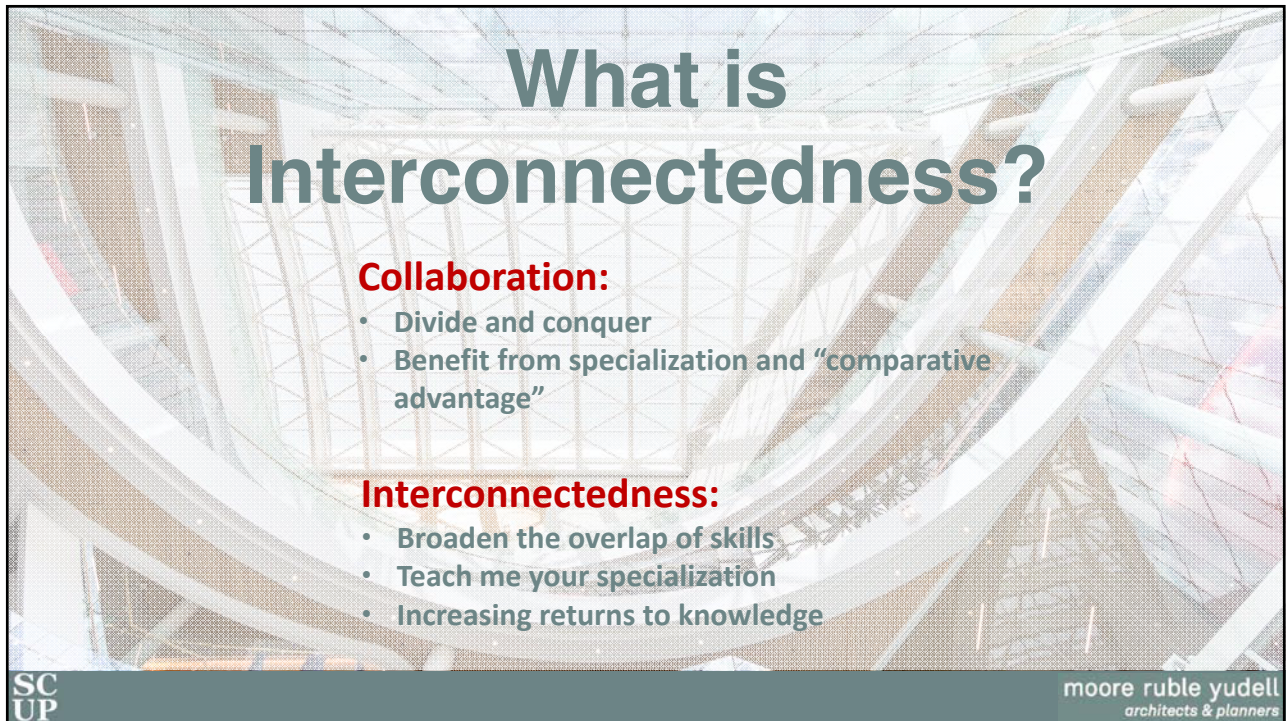 What is
Interconnectedness?
Collaboration:
• Divide and conquer
• Benefit from specialization and “comparative
advantage”
Interconnectedness:
• Broaden the overlap of skills
• Teach me your specialization
• Increasing returns to knowledge
SC
UP
moore ruble yudell
architects & planners